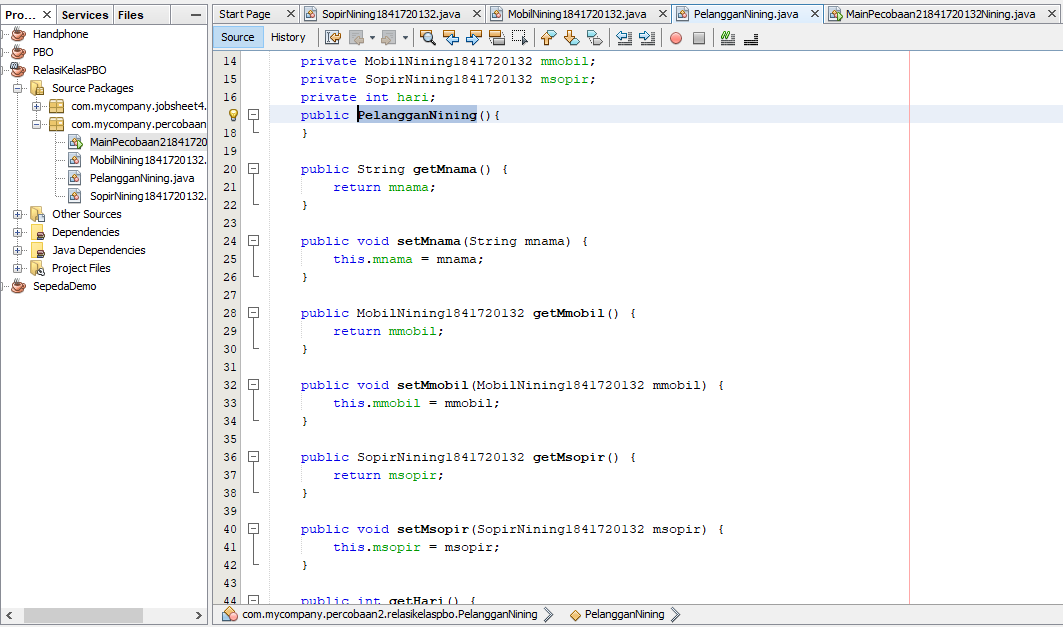 Pro...
Services
Files
Handphone
PBO
RelasiKelasPBO
Source Packages
com.mycompany.jobsheet4.
com.mycompany.percobaan
MainPecobaan21841720
MobilNining1841720132.
PelangganNining.java
SopirNining1841720132.
Other Sources
Dependencies
Java Dependencies
Project Files
SepedaDemo
Start Page
SopirNining1841720132.java
MobilNining1841720132.java
PelangganNining.java
MainPecobaan21841720132Nining.java
Source
History
14 private MobilNining1841720132 mmobil;
15 private SopirNining1841720132 msopir;
16 private int hari;
public PelangganNining(){
18 }
19
20 public String getMnama() {
21 return mnama;
22 }
23
24 public void setMnama(String mnama) {
25 this.mnama = mnama;
26 }
27
28 public MobilNining1841720132 getMmobil() {
29 return mmobil;
30 }
31
32 public void setMmobil(MobilNining1841720132 mmobil) {
33 this.mmobil = mmobil;
34 }
35
36 public SopirNining1841720132 getMsopir() {
37 return msopir;
38 }
39
40 public void setMsopir(SopirNining1841720132 msopir) {
41 this.msopir = msopir;
42 }
43
44 public int getHari() {
com.mycompany.percobaan2.relasikelaspbo.PelangganNining
PelangganNining